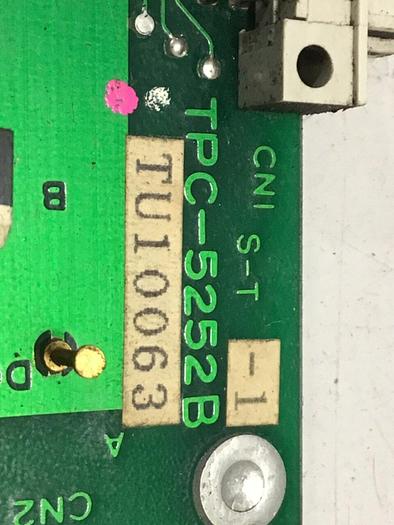 CN1 S-T
TPC-5252B
-1
TU10063
B
A
CN2